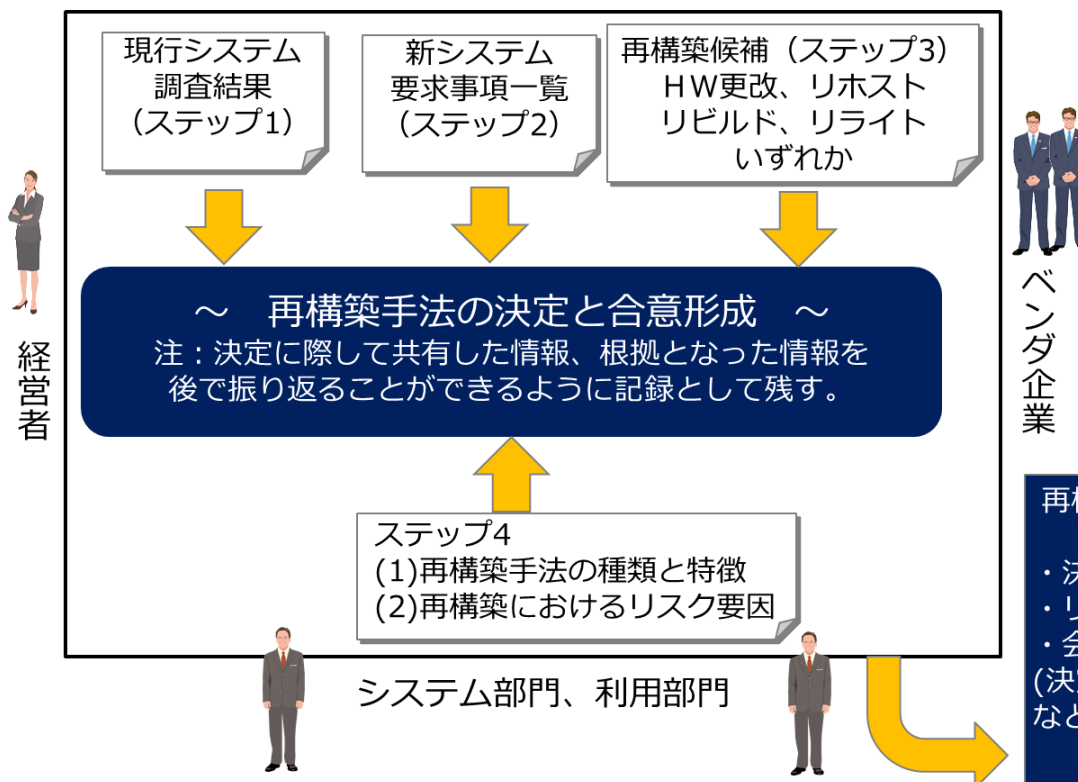 現行システム
調査結果
（ステップ1）
新システム
要求事項一覧
（ステップ2）
再構築候補（ステップ3）
ＨＷ更改、リホスト
リビルド、リライト
いずれか
～　再構築手法の決定と合意形成　～
注：決定に際して共有した情報、根拠となった情報を
後で振り返ることができるように記録として残す。
経営者
ベンダ企業
ステップ4
(1)再構築手法の種類と特徴
(2)再構築におけるリスク要因
システム部門、利用部門
再
・決
・リ
・会
(決
など